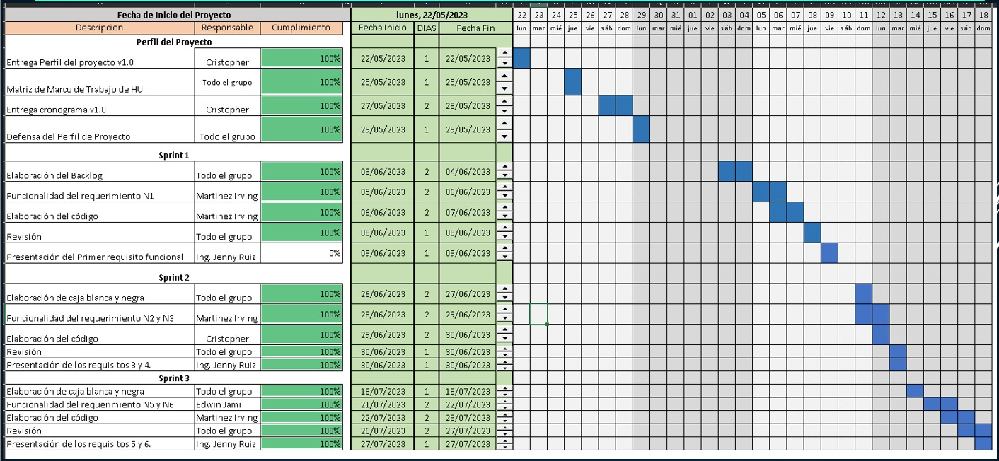 Fecha de Inicio del Proyecto lunes, 22/05/2023 22 23 24 25 26 27 28 29 30 31 01 02 03 04 05 06 07 08 09 10 11 12 13 14 15 16 17 18
Descripcion Responsable Cumplimiento Fecha Inicio DIAS Fecha Fin lun mar mié jue vie sáb dom lun mar mié jue vie sáb dom lun mar mié jue vie sáb dom lun mar mié jue vie sáb dom
Perfil del Proyecto
Entrega Perfil del proyecto v1.0 Cristopher 100% 22/05/2023 1 22/05/2023
Matriz de Marco de Trabajo de HU Todo el grupo 100% 25/05/2023 1 25/05/2023
Entrega cronograma v1.0 Cristopher 100% 27/05/2023 2 28/05/2023
Defensa del Perfil de Proyecto Todo el grupo 100% 29/05/2023 1 29/05/2023
Sprint 1
Elaboración del Backlog Todo el grupo 100% 03/06/2023 2 04/06/2023
Funcionalidad del requerimiento N1 Martinez Irving 100% 05/06/2023 2 06/06/2023
Elaboración del código Martinez Irving 100% 06/06/2023 2 07/06/2023
Revisión Todo el grupo 100% 08/06/2023 1 08/06/2023
Presentación del Primer requisito funcional Ing. Jenny Ruiz 0% 09/06/2023 1 09/06/2023
Sprint 2
Elaboración de caja blanca y negra Todo el grupo 100% 26/06/2023 2 27/06/2023
Funcionalidad del requerimiento N2 y N3 Martinez Irving 100% 28/06/2023 2 29/06/2023
Elaboración del código Cristopher 100% 29/06/2023 2 30/06/2023
Revisión Todo el grupo 100% 30/06/2023 1 30/06/2023
Presentación de los requisitos 3 y 4. Ing. Jenny Ruiz 100% 30/06/2023 1 30/06/2023
Sprint 3
Elaboración de caja blanca y negra Todo el grupo 100% 18/07/2023 1 18/07/2023
Funcionalidad del requerimiento N5 y N6 Edwin Jami 100% 21/07/2023 2 22/07/2023
Elaboración del código Martinez Irving 100% 22/07/2023 2 23/07/2023
Revisión Todo el grupo 100% 26/07/2023 2 27/07/2023
Presentación de los requisitos 5 y 6. Ing. Jenny Ruiz 100% 27/07/2023 1 27/07/2023